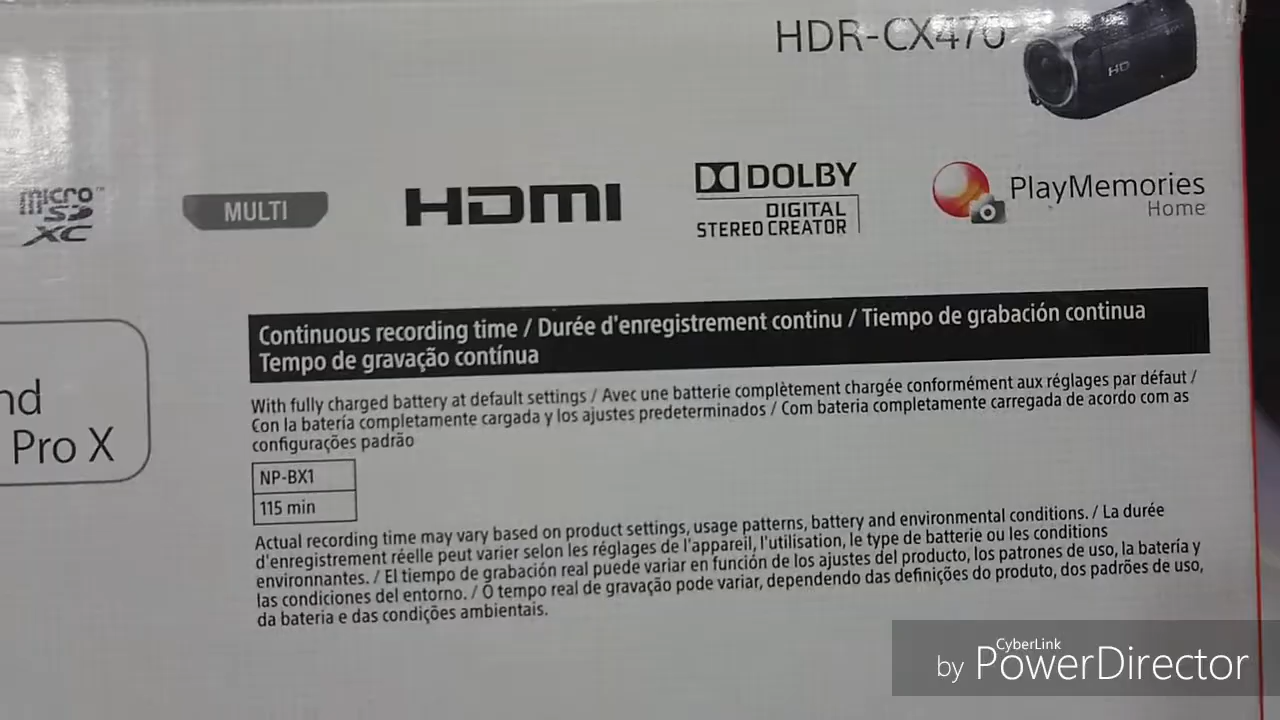 HDR-CX470
HD
micro SD XC
MULTI
HDMI
DOLBY
DIGITAL
STEREO CREATOR
PlayMemories
Home
nd
Pro X
Continuous recording time / Durée d'enregistrement continu / Tiempo de grabación continua
Tempo de gravação contínua
With fully charged battery at default settings / Avec une batterie complètement chargée conformément aux réglages par défaut /
Con la batería completamente cargada y los ajustes predeterminados / Com bateria completamente carregada de acordo com as
configurações padrão
NP-BX1
115 min
Actual recording time may vary based on product settings, usage patterns, battery and environmental conditions. / La durée
d'enregistrement réelle peut varier selon les réglages de l'appareil, l'utilisation, le type de batterie ou les conditions
environnantes. / El tiempo de grabación real puede variar en función de los ajustes del producto, los patrones de uso, la batería y
las condiciones del entorno. / O tempo real de gravação pode variar, dependendo das definições do produto, dos padrões de uso,
da bateria e das condições ambientais.
CyberLink
by PowerDirector